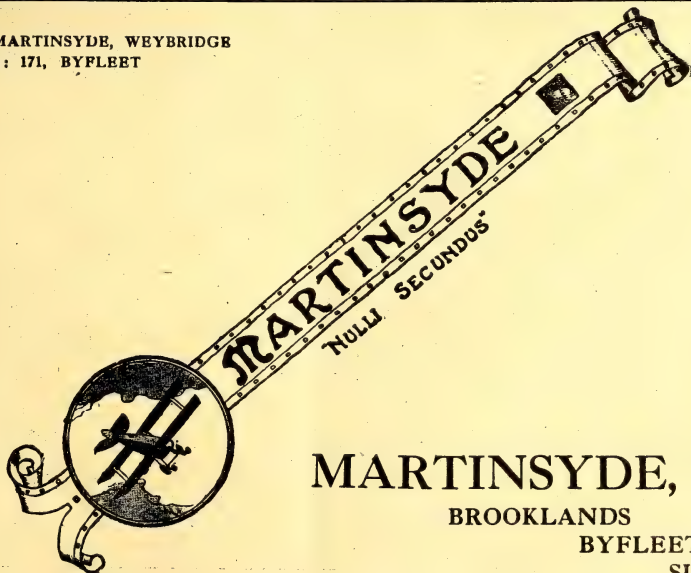 MARTINSYDE, WEYBRIDGE
: 171, BYFLEET
MARTINSYDE
"NULLI SECUNDUS"
MARTINSYDE,
BROOKLANDS
BYFLEET